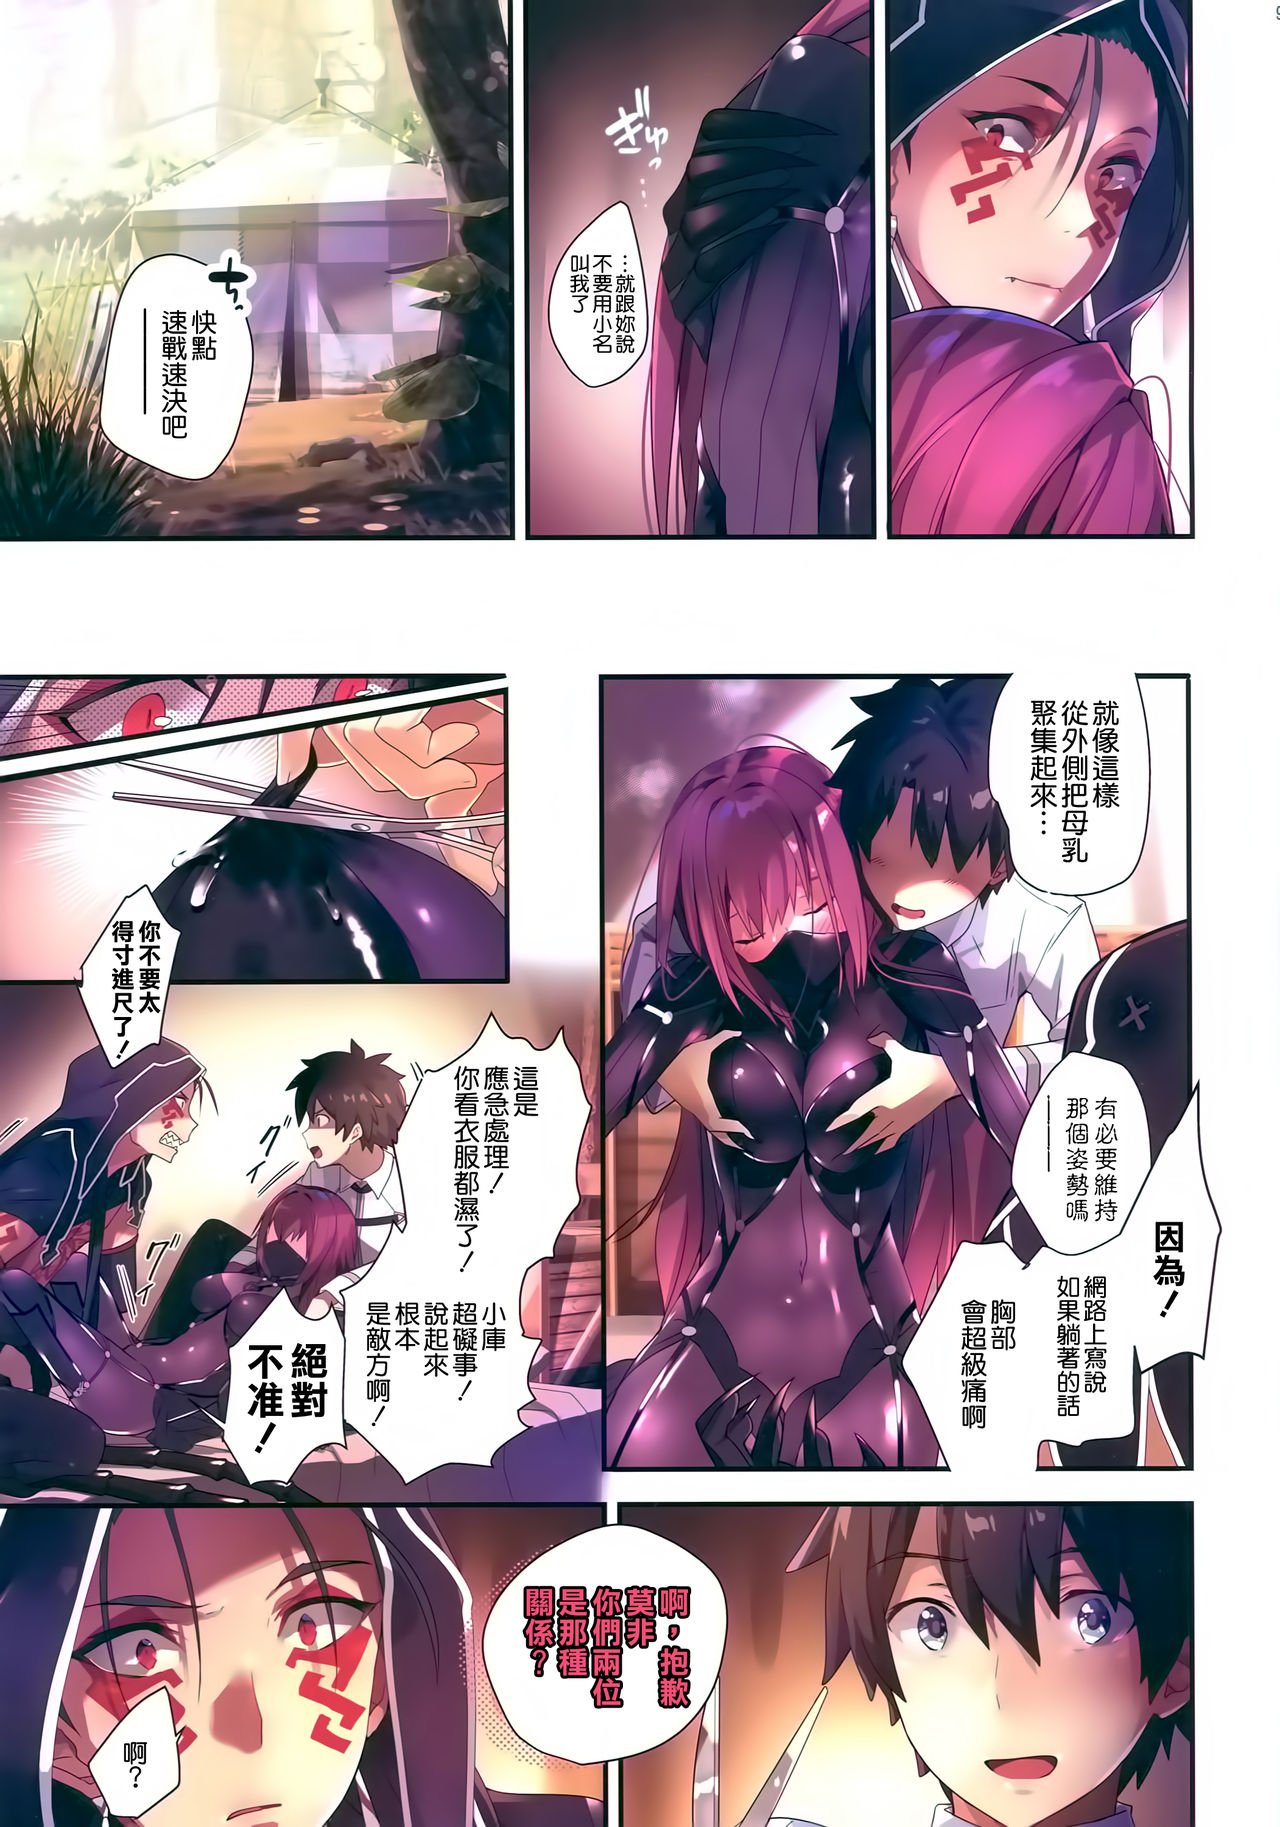 9
ぎゅっ…
…就跟妳說
不要用小名
叫我了
ちっ
快點
速戰速決吧
——
就像這樣
從外側把母乳
聚集起來…
有必要維持
那個姿勢嗎
——
因為！
網路上寫說
如果躺著的話
胸部
會超級痛啊
你不要太
得寸進尺了！
這是
應急處理！
你看衣服都濕了！
小庫
超礙事！
說起來
根本
是敵方啊！
グググ
グッ
絕對
不准！
啊，抱歉
莫非
你們兩位
是那種
關係？
啊？